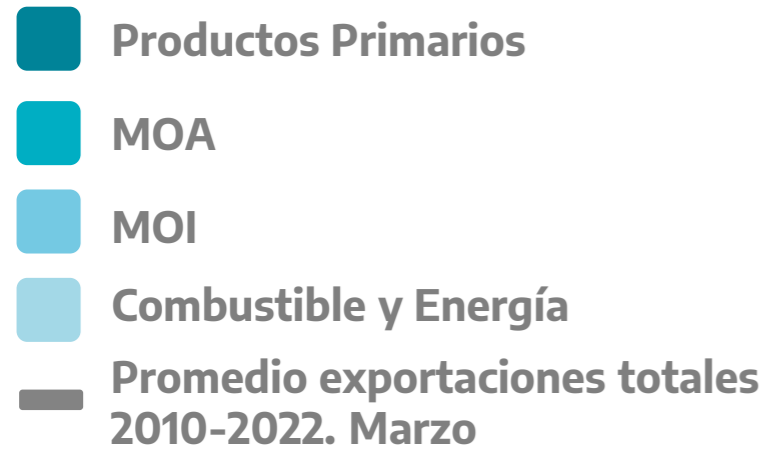 Productos Primarios
MOA
MOI
Combustible y Energía
Promedio exportaciones totales
2010-2022. Marzo